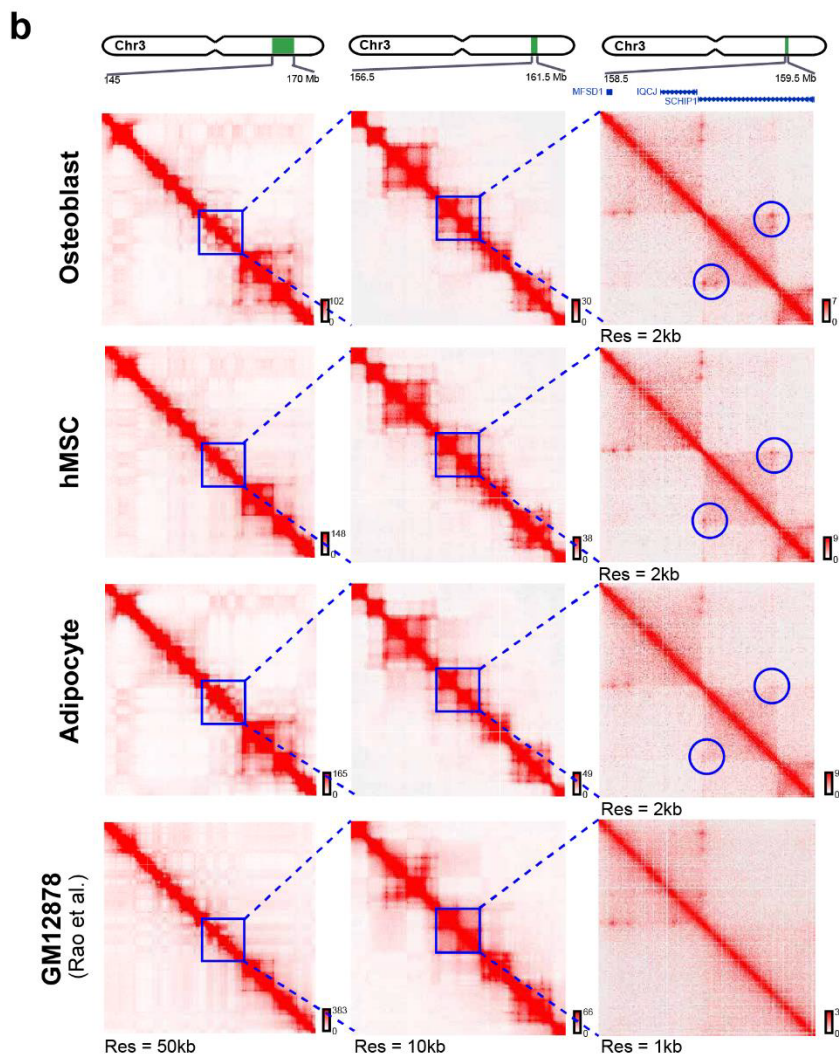 b
Chr3
Chr3
Chr3
145
170 Mb
156.5
161.5 Mb
158.5
159.5 Mb
MFSD1
IQCJ
SCHIP1
Osteoblast
102
0
30
0
7
0
Res = 2kb
hMSC
148
0
38
0
9
0
Res = 2kb
Adipocyte
165
0
49
0
9
0
Res = 2kb
GM12878
(Rao et al.)
383
0
66
0
3
0
Res = 50kb
Res = 10kb
Res = 1kb